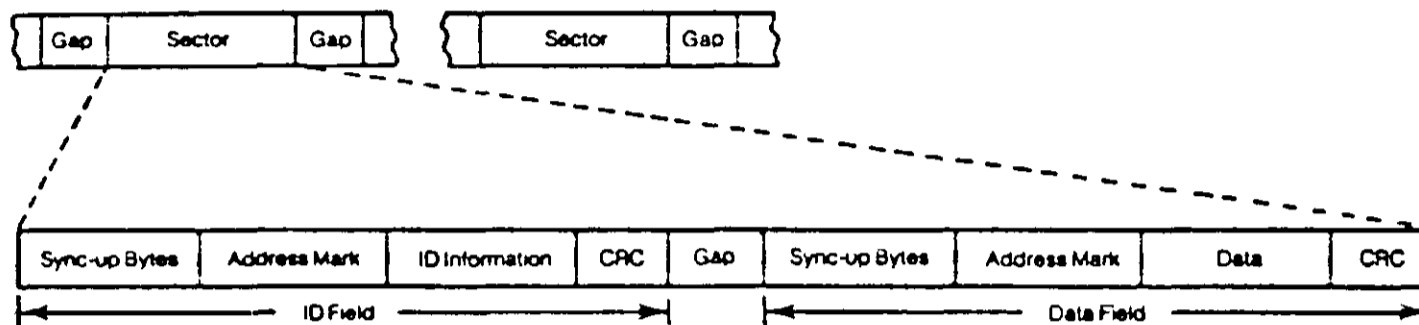 Gap Sector Gap Sector Gap
Sync-up Bytes Address Mark ID Information CRC Gap Sync-up Bytes Address Mark Data CRC
ID Field Data Field